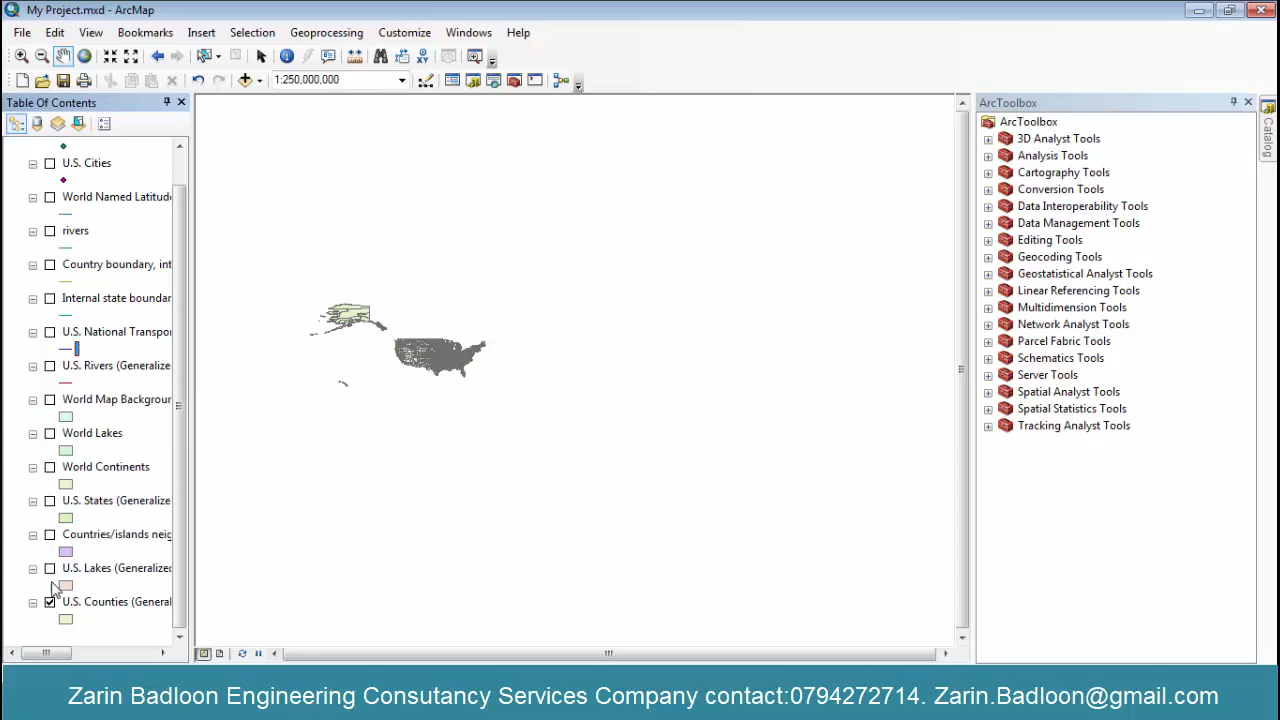 My Project.mxd - ArcMap
File Edit View Bookmarks Insert Selection Geoprocessing Customize Windows Help
1:250,000,000
Table Of Contents
U.S. Cities
World Named Latitude
rivers
Country boundary, int
Internal state boundar
U.S. National Transpo
U.S. Rivers (Generalize
World Map Backgroun
World Lakes
World Continents
U.S. States (Generalize
Countries/islands neig
U.S. Lakes (Generalized
U.S. Counties (General
ArcToolbox
ArcToolbox
3D Analyst Tools
Analysis Tools
Cartography Tools
Conversion Tools
Data Interoperability Tools
Data Management Tools
Editing Tools
Geocoding Tools
Geostatistical Analyst Tools
Linear Referencing Tools
Multidimension Tools
Network Analyst Tools
Parcel Fabric Tools
Schematics Tools
Server Tools
Spatial Analyst Tools
Spatial Statistics Tools
Tracking Analyst Tools
Catalog
Zarin Badloon Engineering Consutancy Services Company contact:0794272714. Zarin.Badloon@gmail.com